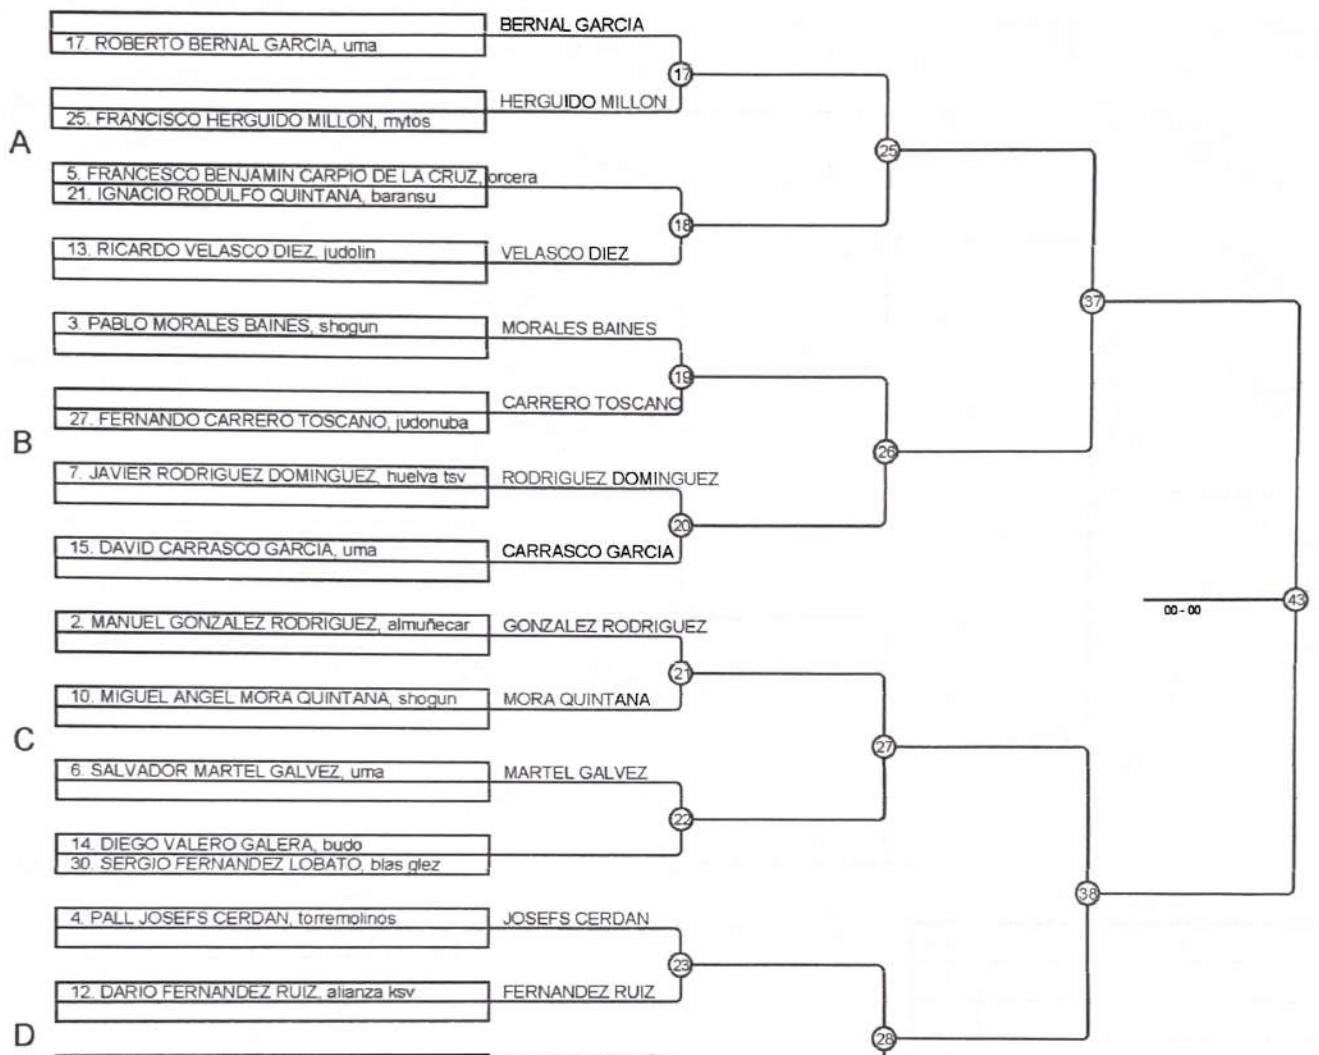 BERNAL GARCIA
17. ROBERTO BERNAL GARCIA, uma
17
HERGUIDO MILLON
25. FRANCISCO HERGUIDO MILLON, mytos
A
25
5. FRANCESCO BENJAMIN CARPIO DE LA CRUZ, orcera
21. IGNACIO RODULFO QUINTANA, baransu
18
13. RICARDO VELASCO DIEZ, judolin VELASCO DIEZ
37
3. PABLO MORALES BAINES, shogun MORALES BAINES
19
CARRERO TOSCANO
27. FERNANDO CARRERO TOSCANO, judonuba
B
26
7. JAVIER RODRIGUEZ DOMINGUEZ, huelva tsv RODRIGUEZ DOMINGUEZ
20
15. DAVID CARRASCO GARCIA, uma CARRASCO GARCIA
43
00 - 00
2. MANUEL GONZALEZ RODRIGUEZ, almuñecar GONZALEZ RODRIGUEZ
21
10. MIGUEL ANGEL MORA QUINTANA, shogun MORA QUINTANA
C
27
6. SALVADOR MARTEL GALVEZ, uma MARTEL GALVEZ
22
14. DIEGO VALERO GALERA, budo
30. SERGIO FERNANDEZ LOBATO, blas glez
38
4. PALL JOSEFS CERDAN, torremolinos JOSEFS CERDAN
23
12. DARIO FERNANDEZ RUIZ, alianza ksv FERNANDEZ RUIZ
D
28